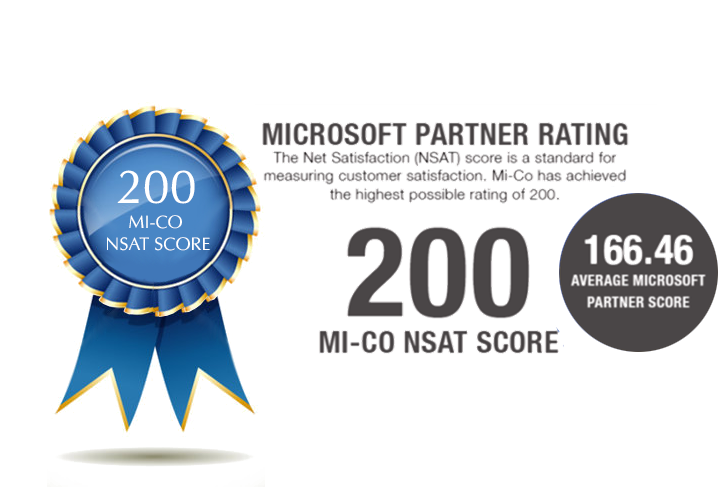 200
MI-CO
NSAT SCORE
MICROSOFT PARTNER RATING
The Net Satisfaction (NSAT) score is a standard for
measuring customer satisfaction. Mi-Co has achieved
the highest possible rating of 200.
200
MI-CO NSAT SCORE
166.46
AVERAGE MICROSOFT
PARTNER SCORE